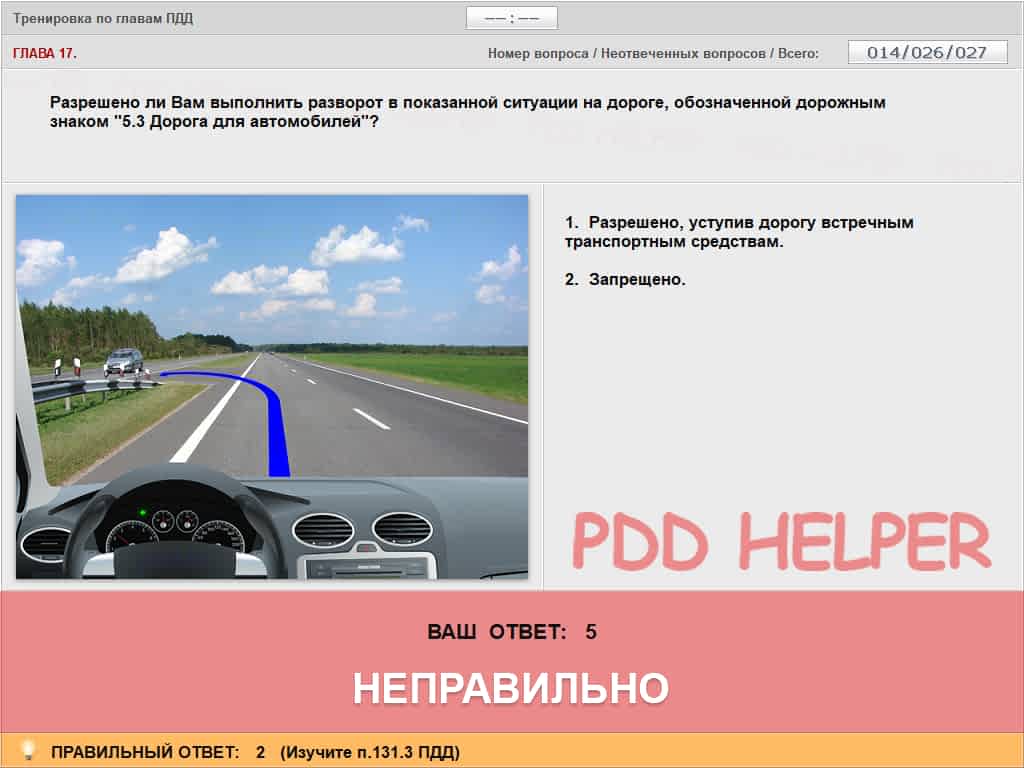 Тренировка по главам ПДД
—— : ——
ГЛАВА 17.
Номер вопроса / Неотвеченных вопросов / Всего:
014/026/027
Разрешено ли Вам выполнить разворот в показанной ситуации на дороге, обозначенной дорожным
знаком "5.3 Дорога для автомобилей"?
1. Разрешено, уступив дорогу встречным
транспортным средствам.
2. Запрещено.
PDD HELPER
ВАШ ОТВЕТ: 5
НЕПРАВИЛЬНО
ПРАВИЛЬНЫЙ ОТВЕТ: 2 (Изучите п.131.3 ПДД)